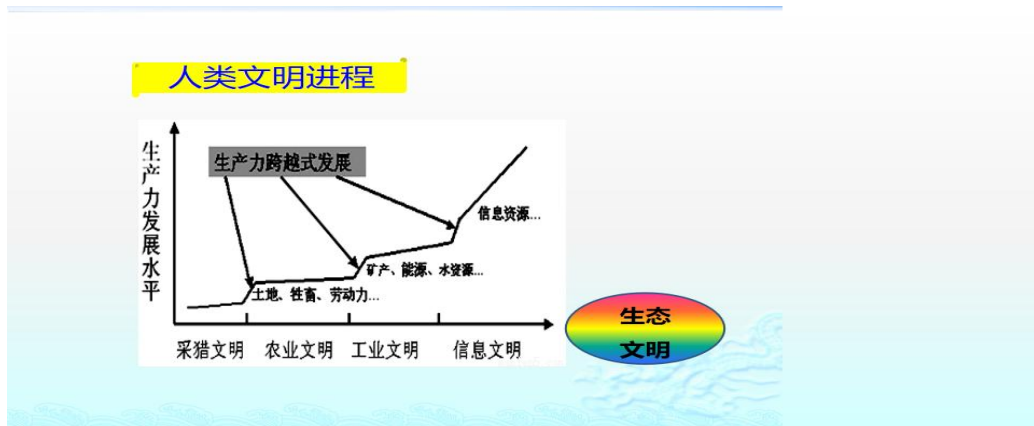 人类文明进程
生产力发展水平
生产力跨越式发展
信息资源...
矿产、能源、水资源...
土地、牲畜、劳动力...
采猎文明 农业文明 工业文明 信息文明
生态
文明